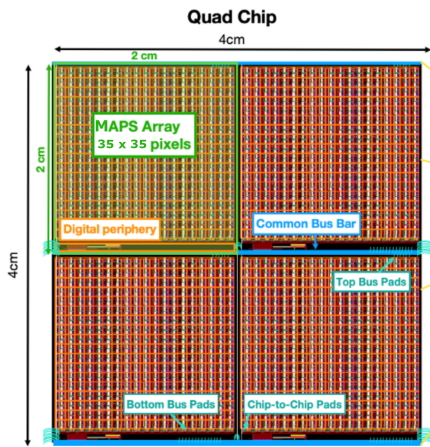 Quad Chip
4cm
2 cm
MAPS Array
35 x 35 pixels
2 cm
4cm
Digital periphery
Common Bus Bar
Top Bus Pads
Bottom Bus Pads
Chip-to-Chip Pads